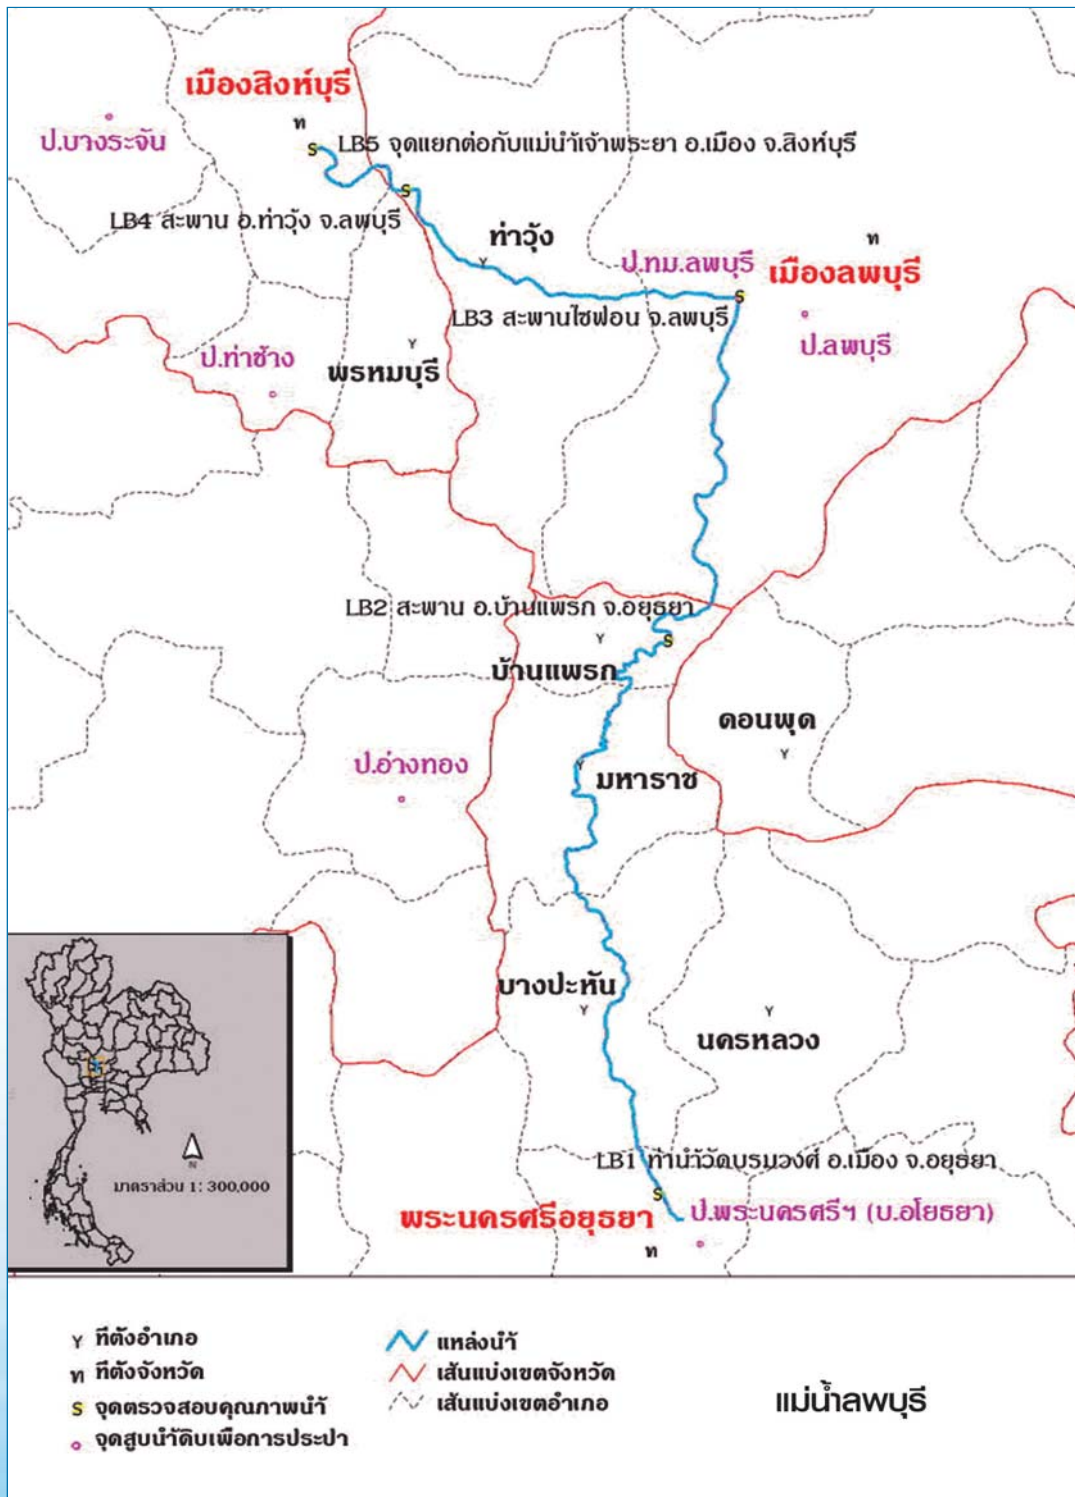 เมืองสิงห์บุรี
ป.บางระจัน
ท
S LB5 จุดแยกต่อกับแม่น้ำเจ้าพระยา อ.เมือง จ.สิงห์บุรี
S
LB4 สะพาน อ.ท่าวุ้ง จ.ลพบุรี
ท่าวุ้ง
Y
ท
ป.ทม.ลพบุรี
เมืองลพบุรี
S
LB3 สะพานไซฟอน จ.ลพบุรี
ป.ลพบุรี
Y
ป.ท่าช้าง
พรหมบุรี
LB2 สะพาน อ.บ้านแพรก จ.อยุธยา
Y
S
บ้านแพรก
ดอนพุด
Y
ป.อ่างทอง
Y
มหาราช
บางปะหัน
Y
Y
นครหลวง
LB1 ท่าน้ำวัดบรมวงศ์ อ.เมือง จ.อยุธยา
S
พระนครศรีอยุธยา
ป.พระนครศรีฯ (บ.อโยธยา)
ท
N
มาตราส่วน 1: 300,000
Y ที่ตั้งอำเภอ
ท ที่ตั้งจังหวัด
S จุดตรวจสอบคุณภาพน้ำ
จุดสูบน้ำดิบเพื่อการประปา
แหล่งน้ำ
เส้นแบ่งเขตจังหวัด
เส้นแบ่งเขตอำเภอ
แม่น้ำลพบุรี